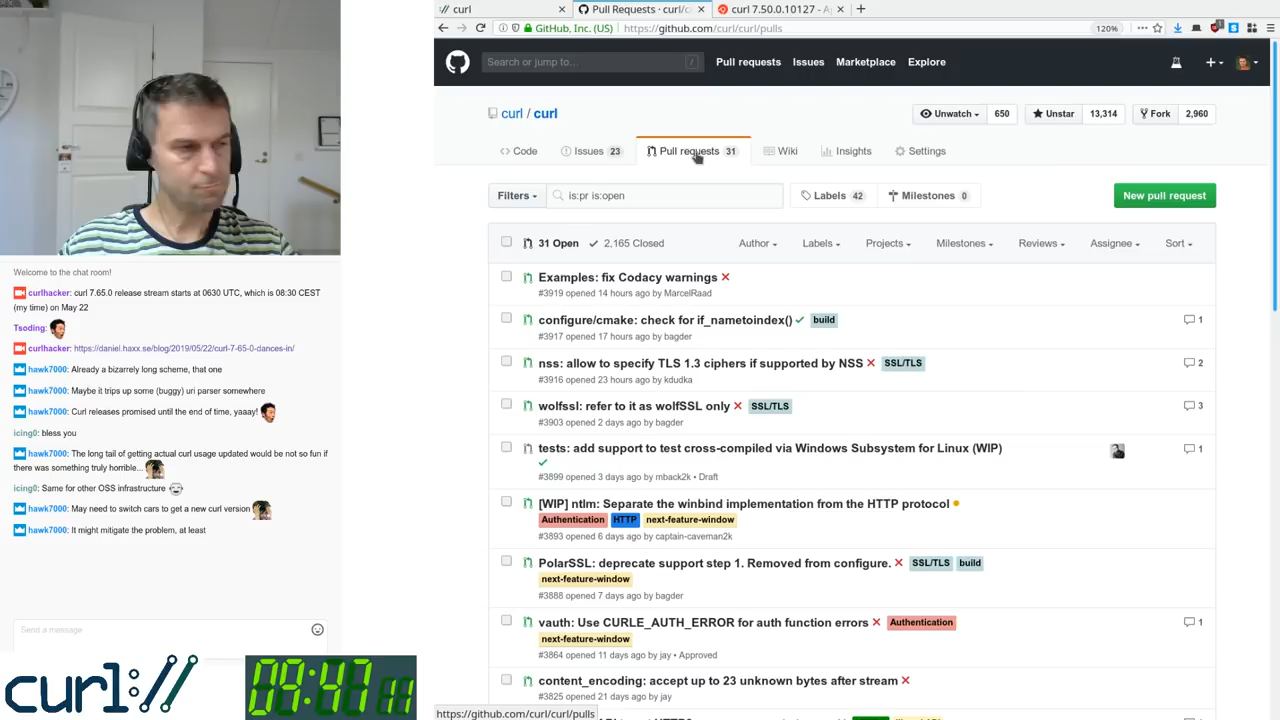 curl
Pull Requests · curl/c
curl 7.50.0.10127 - A
GitHub, Inc. (US)
https://github.com/curl/curl/pulls
120%
Search or jump to...
/
Pull requests
Issues
Marketplace
Explore
curl / curl
Unwatch
650
Unstar
13,314
Fork
2,960
Code
Issues 23
Pull requests 31
Wiki
Insights
Settings
Filters
is:pr is:open
Labels 42
Milestones 0
New pull request
31 Open
2,165 Closed
Author
Labels
Projects
Milestones
Reviews
Assignee
Sort
Examples: fix Codacy warnings
#3919 opened 14 hours ago by MarcelRaad
configure/cmake: check for if_nametoindex()
build
1
#3917 opened 17 hours ago by bagder
nss: allow to specify TLS 1.3 ciphers if supported by NSS
SSL/TLS
2
#3916 opened 23 hours ago by kdudka
wolfssl: refer to it as wolfSSL only
SSL/TLS
3
#3903 opened 2 days ago by bagder
tests: add support to test cross-compiled via Windows Subsystem for Linux (WIP)
1
#3899 opened 3 days ago by mback2k • Draft
[WIP] ntlm: Separate the winbind implementation from the HTTP protocol
Authentication
HTTP
next-feature-window
#3893 opened 6 days ago by captain-caveman2k
PolarSSL: deprecate support step 1. Removed from configure.
SSL/TLS
build
next-feature-window
#3888 opened 7 days ago by bagder
vauth: Use CURLE_AUTH_ERROR for auth function errors
Authentication
1
next-feature-window
#3864 opened 11 days ago by jay • Approved
content_encoding: accept up to 23 unknown bytes after stream
#3825 opened 21 days ago by jay
https://github.com/curl/curl/pulls
Welcome to the chat room!
curlhacker: curl 7.65.0 release stream starts at 0630 UTC, which is 08:30 CEST
(my time) on May 22
Tsoding:
curlhacker: https://daniel.haxx.se/blog/2019/05/22/curl-7-65-0-dances-in/
hawk7000: Already a bizarrely long scheme, that one
hawk7000: Maybe it trips up some (buggy) uri parser somewhere
hawk7000: Curl releases promised until the end of time, yaaay!
icing0: bless you
hawk7000: The long tail of getting actual curl usage updated would be not so fun if
there was something truly horrible...
icing0: Same for other OSS infrastructure
hawk7000: May need to switch cars to get a new curl version
hawk7000: It might mitigate the problem, at least
Send a message
curl://